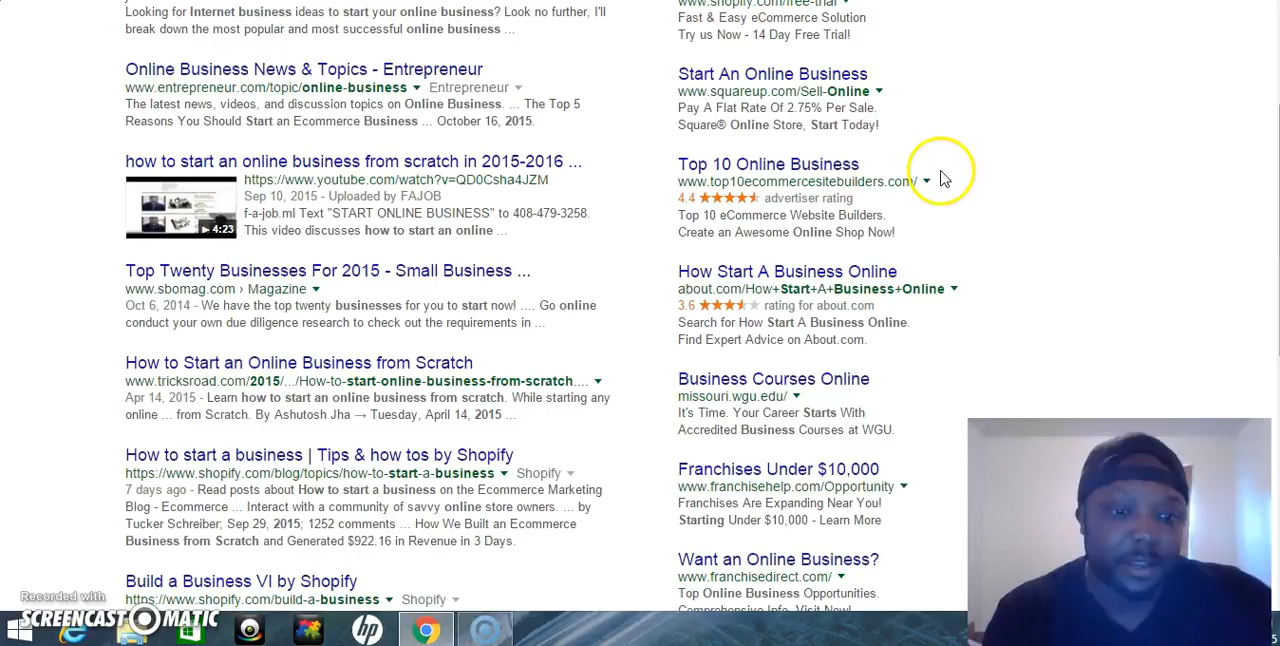 Looking for Internet business ideas to start your online business? Look no further, I'll
break down the most popular and most successful online business ...
Online Business News & Topics - Entrepreneur
www.entrepreneur.com/topic/online-business Entrepreneur
The latest news, videos, and discussion topics on Online Business. ... The Top 5
Reasons You Should Start an Ecommerce Business ... October 16, 2015.
how to start an online business from scratch in 2015-2016 ...
https://www.youtube.com/watch?v=QD0Csha4JZM
Sep 10, 2015 - Uploaded by FAJOB
f-a-job.ml Text "START ONLINE BUSINESS" to 408-479-3258.
This video discusses how to start an online ...
4:23
Top Twenty Businesses For 2015 - Small Business ...
www.sbomag.com › Magazine
Oct 6, 2014 - We have the top twenty businesses for you to start now! .... Go online
conduct your own due diligence research to check out the requirements in ...
How to Start an Online Business from Scratch
www.tricksroad.com/2015/.../How-to-start-online-business-from-scratch....
Apr 14, 2015 - Learn how to start an online business from scratch. While starting any
online ... from Scratch. By Ashutosh Jha → Tuesday, April 14, 2015 ...
How to start a business | Tips & how tos by Shopify
https://www.shopify.com/blog/topics/how-to-start-a-business Shopify
7 days ago - Read posts about How to start a business on the Ecommerce Marketing
Blog - Ecommerce ... Interact with a community of savvy online store owners. ... by
Tucker Schreiber; Sep 29, 2015; 1252 comments ... How We Built an Ecommerce
Business from Scratch and Generated $922.16 in Revenue in 3 Days.
Build a Business VI by Shopify
https://www.shopify.com/build-a-business Shopify
www.shopify.com/free-trial
Fast & Easy eCommerce Solution
Try us Now - 14 Day Free Trial!
Start An Online Business
www.squareup.com/Sell-Online
Pay A Flat Rate Of 2.75% Per Sale.
Square® Online Store, Start Today!
Top 10 Online Business
www.top10ecommercesitebuilders.com/
4.4 advertiser rating
Top 10 eCommerce Website Builders.
Create an Awesome Online Shop Now!
How Start A Business Online
about.com/How+Start+A+Business+Online
3.6 rating for about.com
Search for How Start A Business Online.
Find Expert Advice on About.com.
Business Courses Online
missouri.wgu.edu/
It's Time. Your Career Starts With
Accredited Business Courses at WGU.
Franchises Under $10,000
www.franchisehelp.com/Opportunity
Franchises Are Expanding Near You!
Starting Under $10,000 - Learn More
Want an Online Business?
www.franchisedirect.com/
Top Online Business Opportunities.
Comprehensive Info. Visit Now!
Recorded with
SCREENCAST MATIC
hp